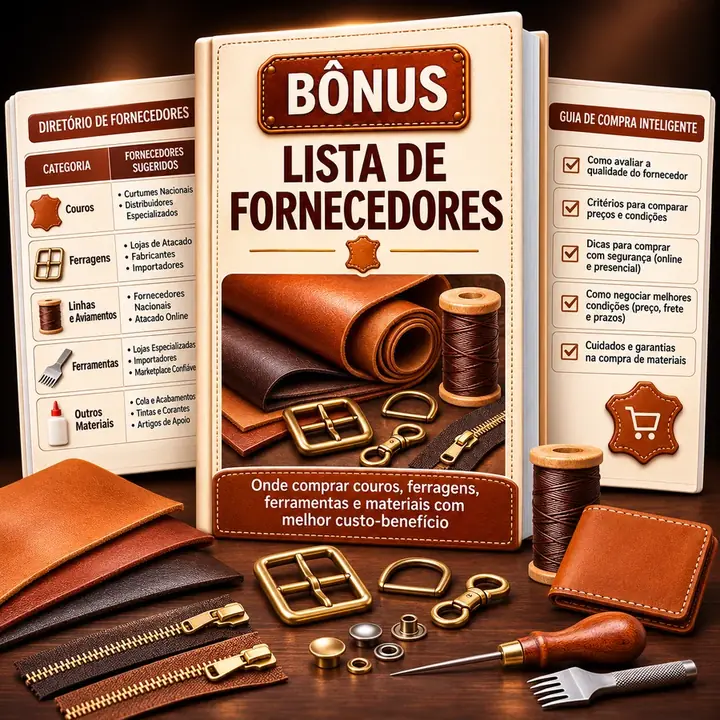 BÔNUS
LISTA DE
FORNECEDORES
Onde comprar couros, ferragens,
ferramentas e materiais com
melhor custo-benefício
DIRETÓRIO DE FORNECEDORES
CATEGORIA
FORNECEDORES
SUGERIDOS
Couros
• Curtumes Nacionais
• Distribuidores
Especializados
Ferragens
• Lojas de Atacado
• Fabricantes
• Importadores
Linhas
e Aviamentos
• Fornecedores
Nacionais
• Atacado Online
Ferramentas
• Lojas Especializadas
• Importadores
• Marketplace Confiáve
Outros
Materiais
• Cola e Acabamentos
• Tintas e Corantes
• Artigos de Apoio
GUIA DE COMPRA INTELIGENTE
Como avaliar a
qualidade do fornecedor
Critérios para comparar
preços e condições
Dicas para comprar
com segurança (online
e presencial)
Como negociar melhores
condições (preço, frete
e prazos)
Cuidados e garantias
na compra de materiais